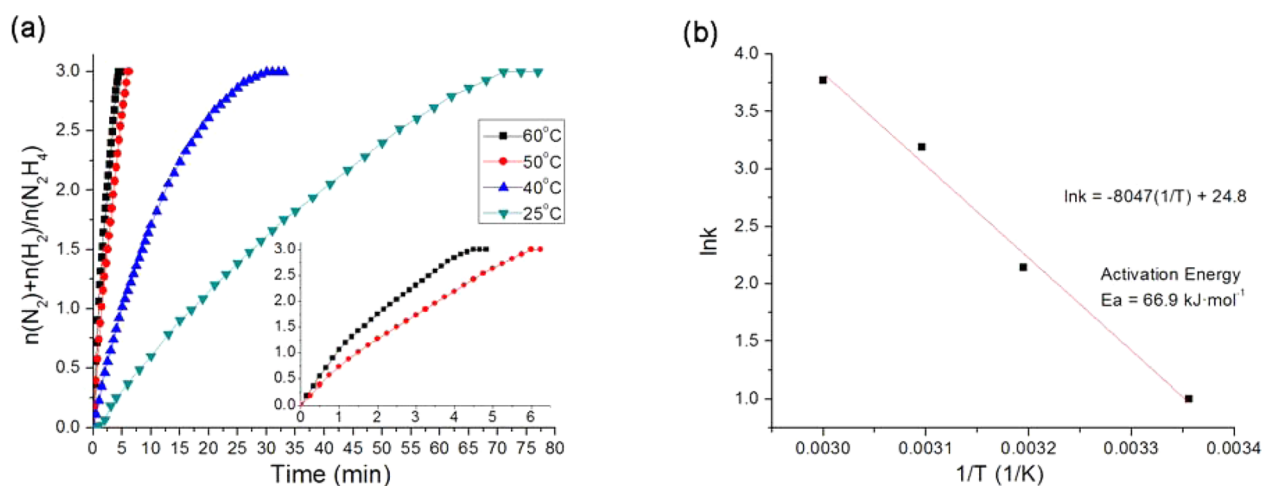 (a)
n(N₂)+n(H₂)/n(N₂H₄)
3.0
2.5
2.0
1.5
1.0
0.5
0.0
0 5 10 15 20 25 30 35 40 45 50 55 60 65 70 75 80
Time (min)
60°C
50°C
40°C
25°C
3.0
2.5
2.0
1.5
1.0
0.5
0.0
0 1 2 3 4 5 6
(b)
lnk
4.0
3.5
3.0
2.5
2.0
1.5
1.0
0.0030 0.0031 0.0032 0.0033 0.0034
1/T (1/K)
lnk = -8047(1/T) + 24.8
Activation Energy
Ea = 66.9 kJ·mol⁻¹